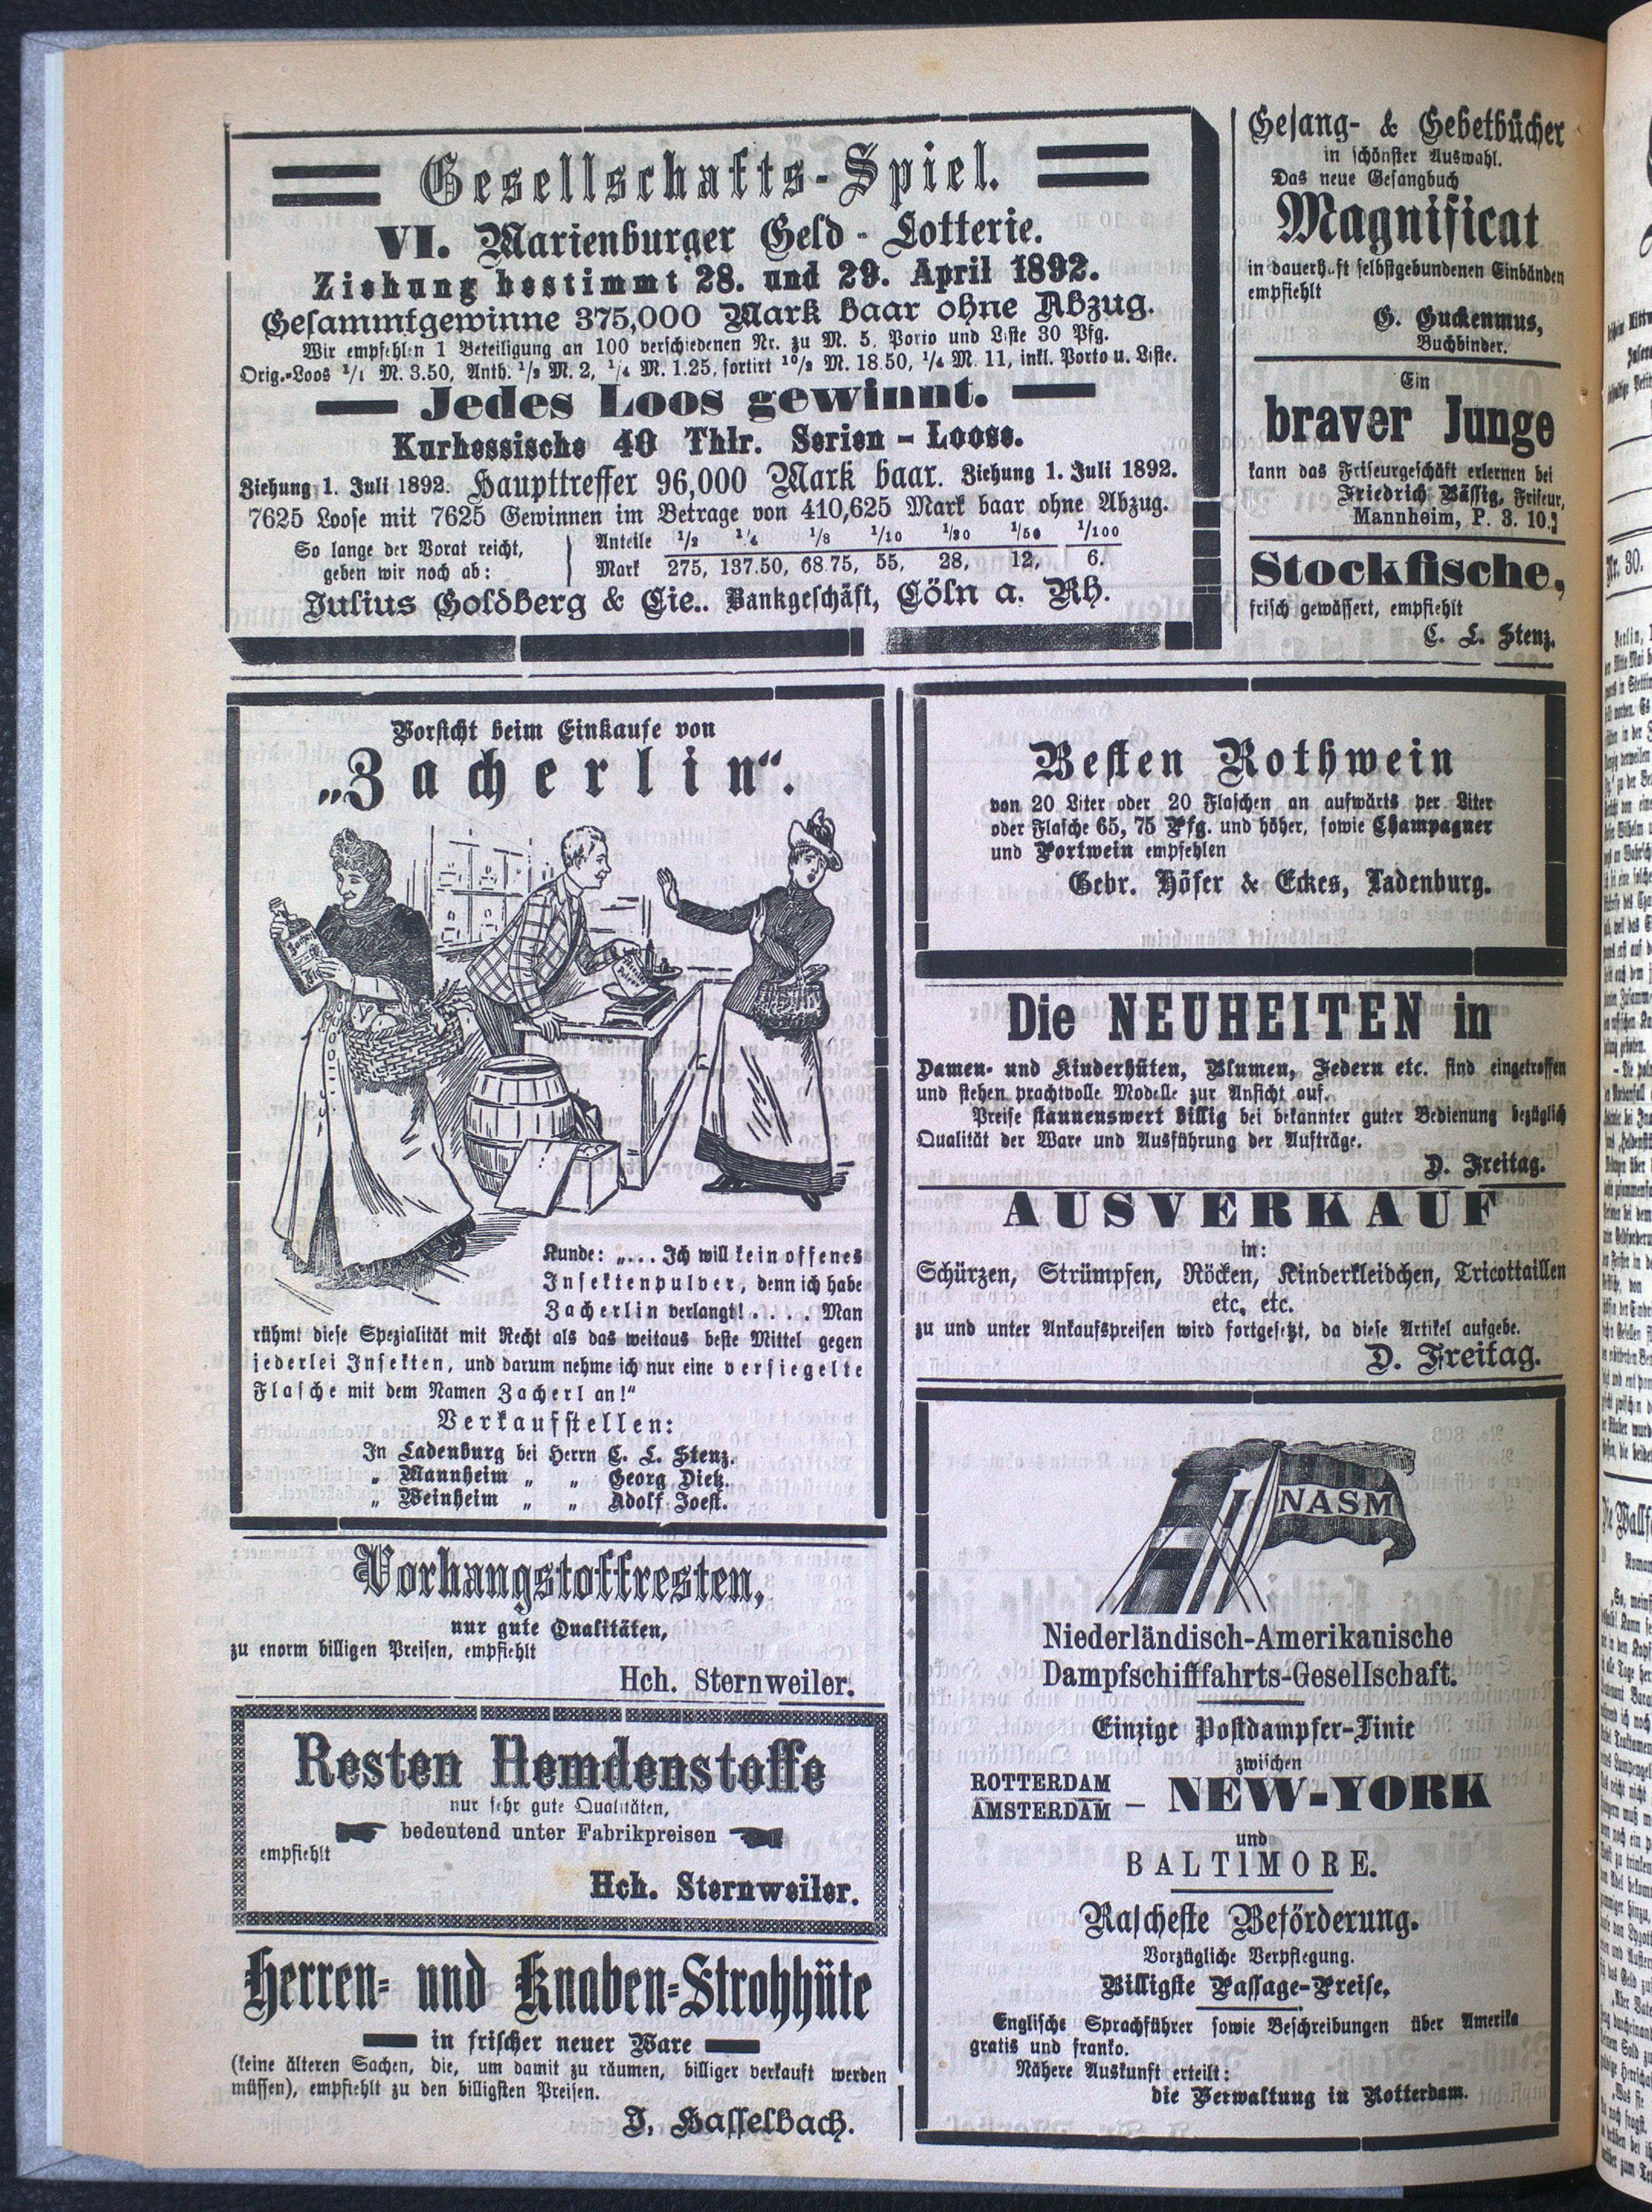 Gesellschafts-Spiel.
VI. Marienburger Geld-Lotterie.
Ziehung bestimmt 28. und 29. April 1892.
Gesammtgewinne 375,000 Mark baar ohne Abzug.
Wir empfehlen 1 Beteiligung an 100 verschiedenen Nr. zu M. 5, Porto und Liste 30 Pfg.
Orig.-Loos 1/1 M. 3.50, Anth. 1/2 M. 2, 1/4 M. 1.25, sortirt 10/2 M. 18.50, 1/4 M. 11, inkl. Porto u. Liste.
Jedes Loos gewinnt.
Kurhessische 40 Thlr. Serien-Loose.
Ziehung 1. Juli 1892. Haupttreffer 96,000 Mark baar. Ziehung 1. Juli 1892.
7625 Loose mit 7625 Gewinnen im Betrage von 410,625 Mark baar ohne Abzug.
So lange der Vorat reicht,
geben wir noch ab:
Anteile 1/2 1/4 1/8 1/10 1/20 1/50 1/100
Mark 275, 137.50, 68.75, 55, 28, 12, 6.
Julius Goldberg & Cie.. Bankgeschäft, Cöln a. Rh.
Gesang- & Gebetbücher
in schönster Auswahl.
Das neue Gesangbuch
Magnificat
in dauerhaft selbstgebundenen Einbänden
empfiehlt
G. Guckenmus,
Buchbinder.
Ein
braver Junge
kann das Friseurgeschäft erlernen bei
Friedrich Bässig, Friseur,
Mannheim, P. 3. 10.
Stockfische,
frisch gewässert, empfiehlt
C. L. Stenz.
Vorsicht beim Einkaufe von
„Zacherlin“.
Kunde: „... Ich will kein offenes
Insektenpulver, denn ich habe
Zacherlin verlangt! .... Man
rühmt diese Spezialität mit Recht als das weitaus beste Mittel gegen
jederlei Insekten, und darum nehme ich nur eine versiegelte
Flasche mit dem Namen Zacherl an!“
Verkaufstellen:
In Ladenburg bei Herrn C. L. Stenz.
„ Mannheim „ „ Georg Dietz.
„ Weinheim „ „ Adolf Joest.
Vorhangstoffresten,
nur gute Qualitäten,
zu enorm billigen Preisen, empfiehlt
Hch. Sternweiler.
Resten Hemdenstoffe
nur sehr gute Qualitäten,
bedeutend unter Fabrikpreisen
empfiehlt
Hch. Sternweiler.
Herren- und Knaben-Strohhüte
in frischer neuer Ware
(keine älteren Sachen, die, um damit zu räumen, billiger verkauft werden
müssen), empfiehlt zu den billigsten Preisen.
J. Hasselbach.
Besten Rothwein
von 20 Liter oder 20 Flaschen an aufwärts per Liter
oder Flasche 65, 75 Pfg. und höher, sowie Champagner
und Portwein empfehlen
Gebr. Höfer & Eckes, Ladenburg.
Die NEUHEITEN in
Damen- und Kinderhüten, Blumen, Federn etc. sind eingetroffen
und stehen prachtvolle Modelle zur Ansicht auf.
Preise staunenswert billig bei bekannter guter Bedienung bezüglich
Qualität der Ware und Ausführung der Aufträge.
D. Freitag.
AUSVERKAUF
in:
Schürzen, Strümpfen, Röcken, Kinderkleidchen, Tricottaillen
etc. etc.
zu und unter Ankaufspreisen wird fortgesetzt, da diese Artikel aufgebe.
D. Freitag.
NASM
Niederländisch-Amerikanische
Dampfschifffahrts-Gesellschaft.
Einzige Postdampfer-Linie
zwischen
ROTTERDAM
AMSTERDAM – NEW-YORK
und
BALTIMORE.
Rascheste Beförderung.
Vorzügliche Verpflegung.
Billigste Passage-Preise,
Englische Sprachführer sowie Beschreibungen über Amerika
gratis und franko.
Nähere Auskunft erteilt:
die Verwaltung in Rotterdam.
Nr. 30.